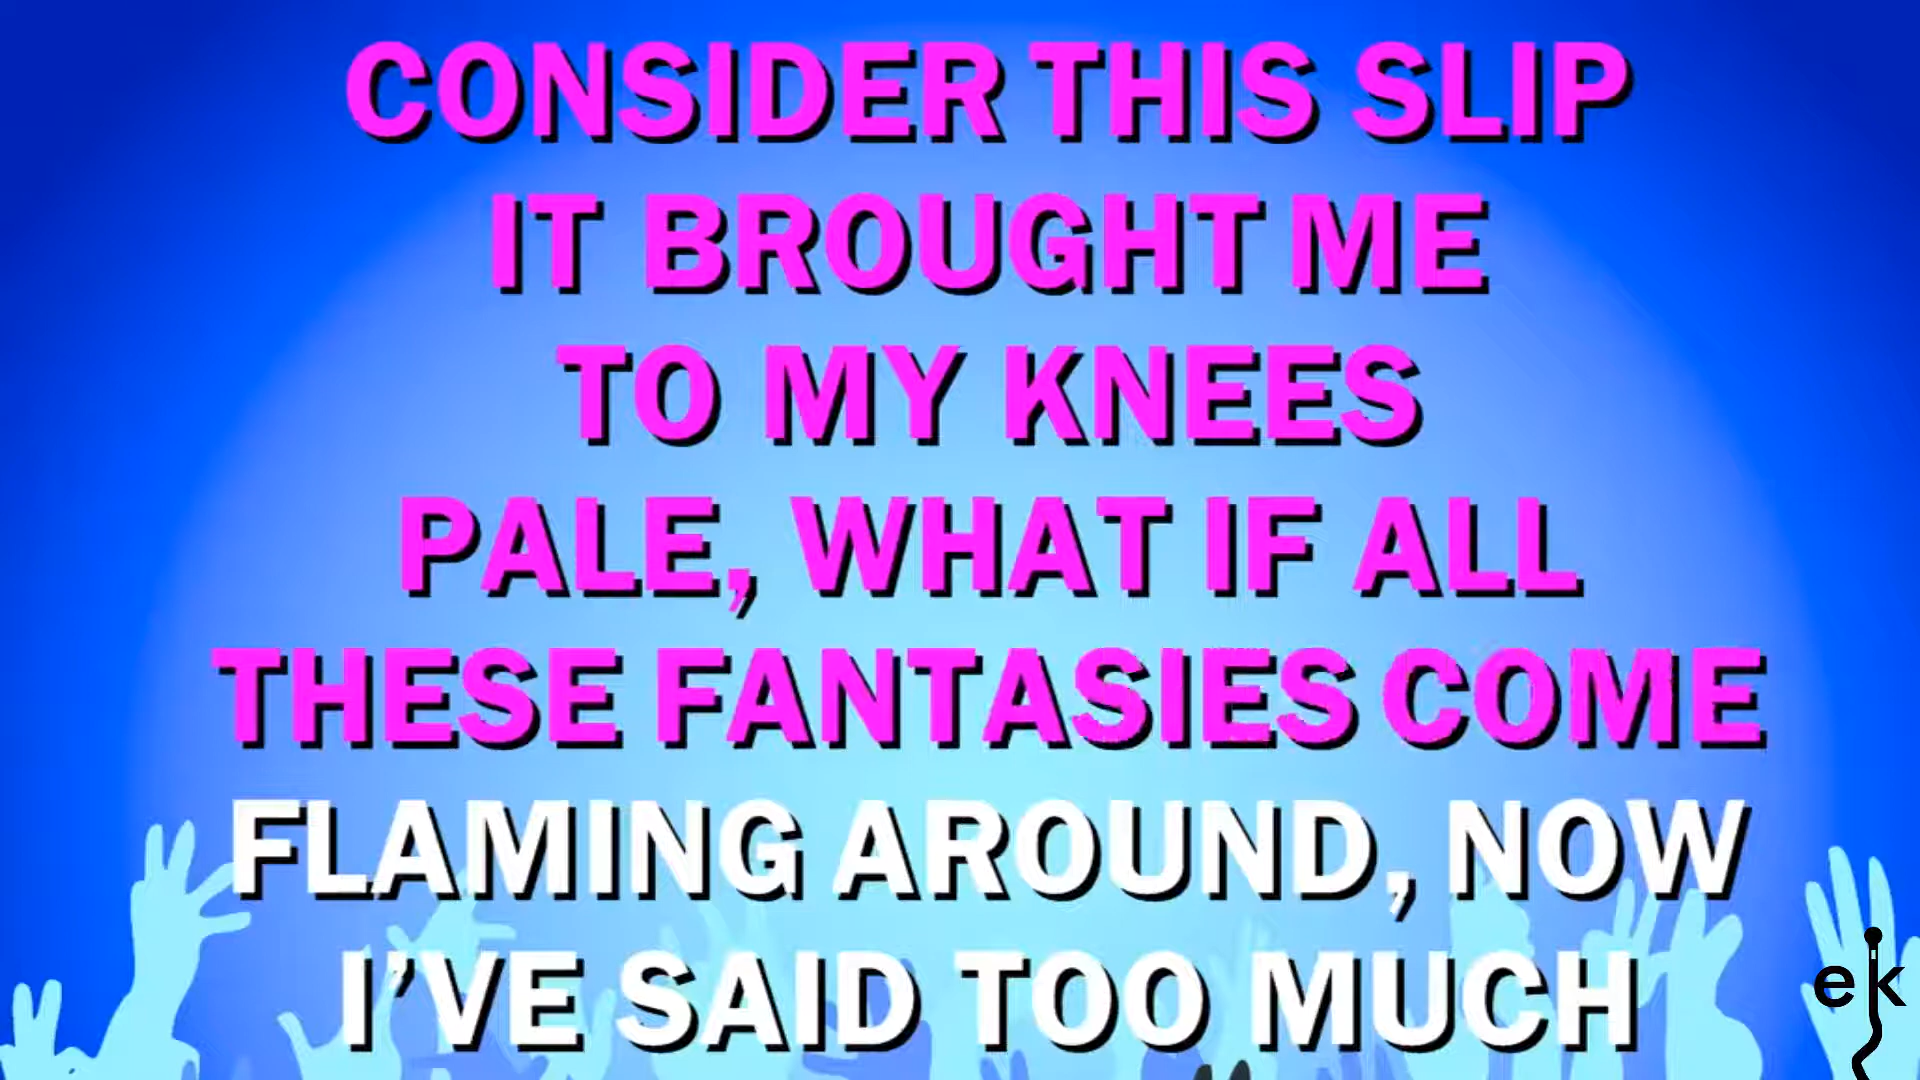 CONSIDER THIS SLIP
IT BROUGHT ME
TO MY KNEES
PALE, WHAT IF ALL
THESE FANTASIES COME
FLAMING AROUND, NOW
I'VE SAID TOO MUCH
ek